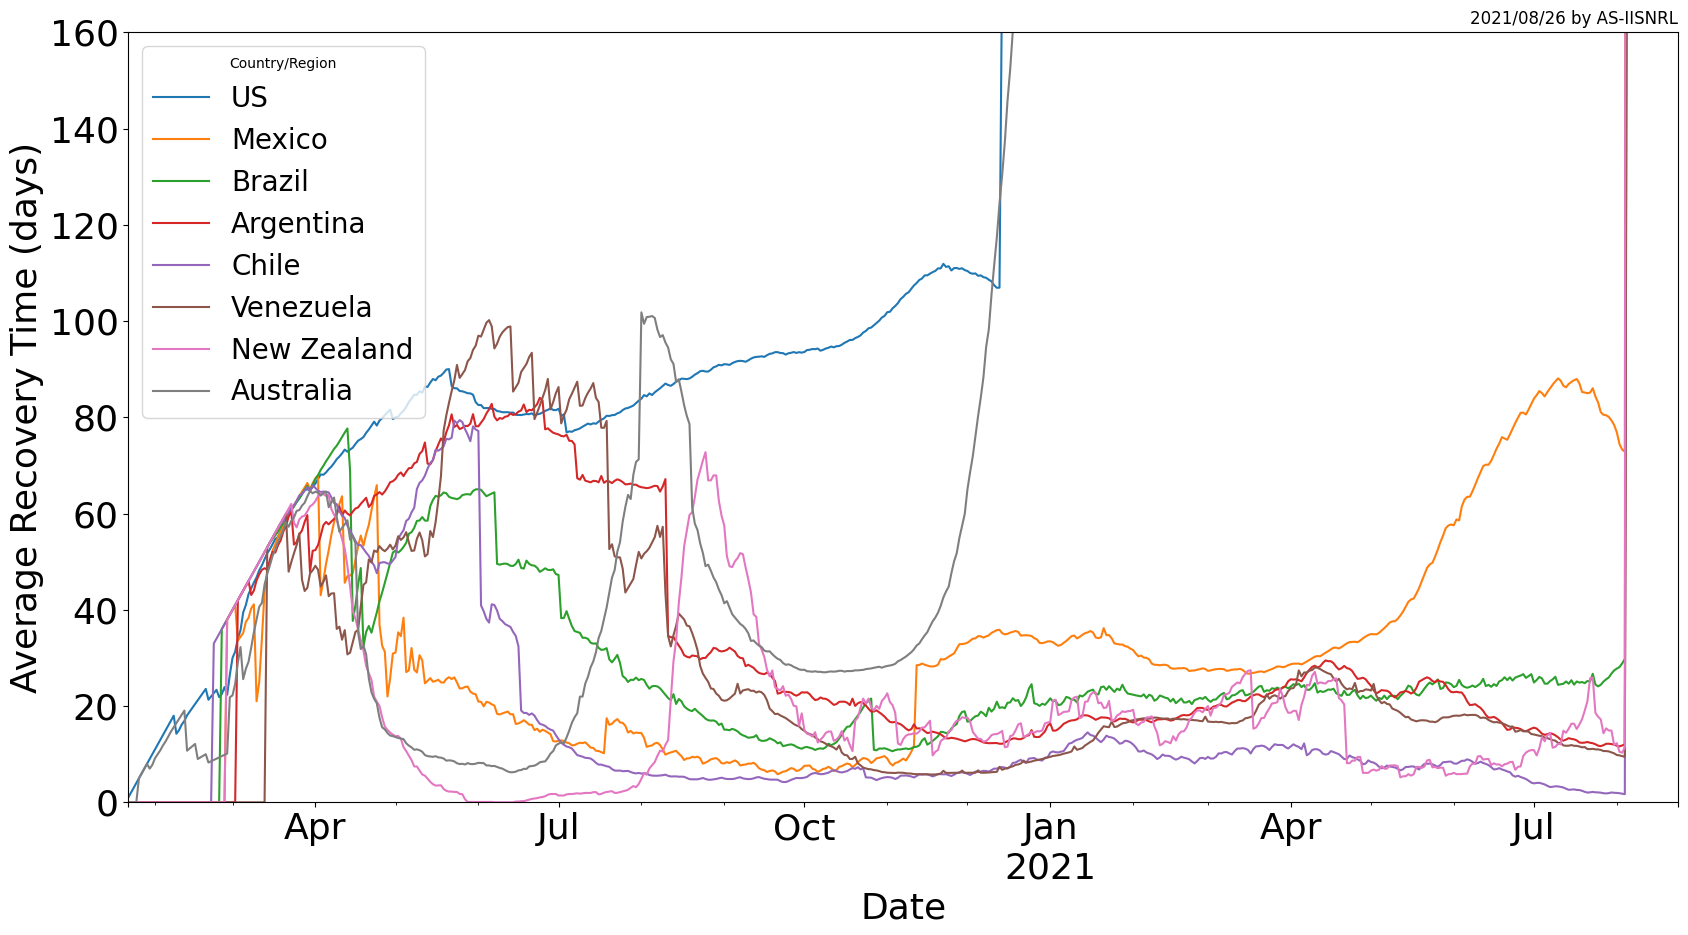 2021/08/26 by AS-IISNRL
160
140
120
100
80
60
40
20
0
Average Recovery Time (days)
Country/Region
US
Mexico
Brazil
Argentina
Chile
Venezuela
New Zealand
Australia
Apr Jul Oct Jan Apr Jul
2021
Date